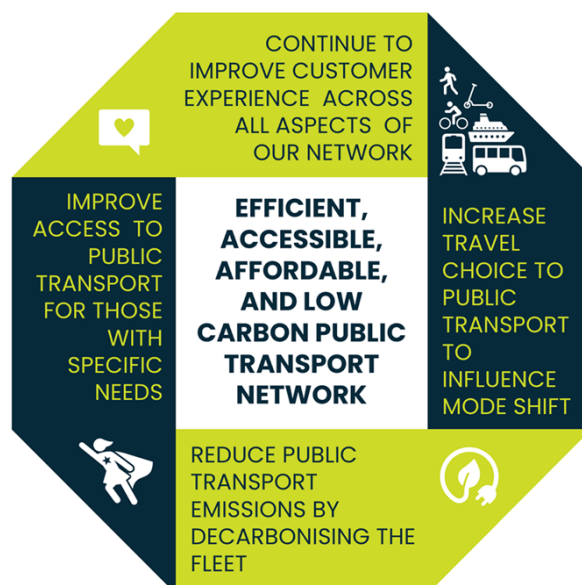 CONTINUE TO
IMPROVE CUSTOMER
EXPERIENCE ACROSS
ALL ASPECTS OF
OUR NETWORK
IMPROVE
ACCESS TO
PUBLIC
TRANSPORT
FOR THOSE
WITH
SPECIFIC
NEEDS
EFFICIENT,
ACCESSIBLE,
AFFORDABLE,
AND LOW
CARBON PUBLIC
TRANSPORT
NETWORK
INCREASE
TRAVEL
CHOICE TO
PUBLIC
TRANSPORT
TO
INFLUENCE
MODE SHIFT
REDUCE PUBLIC
TRANSPORT
EMISSIONS BY
DECARBONISING THE
FLEET